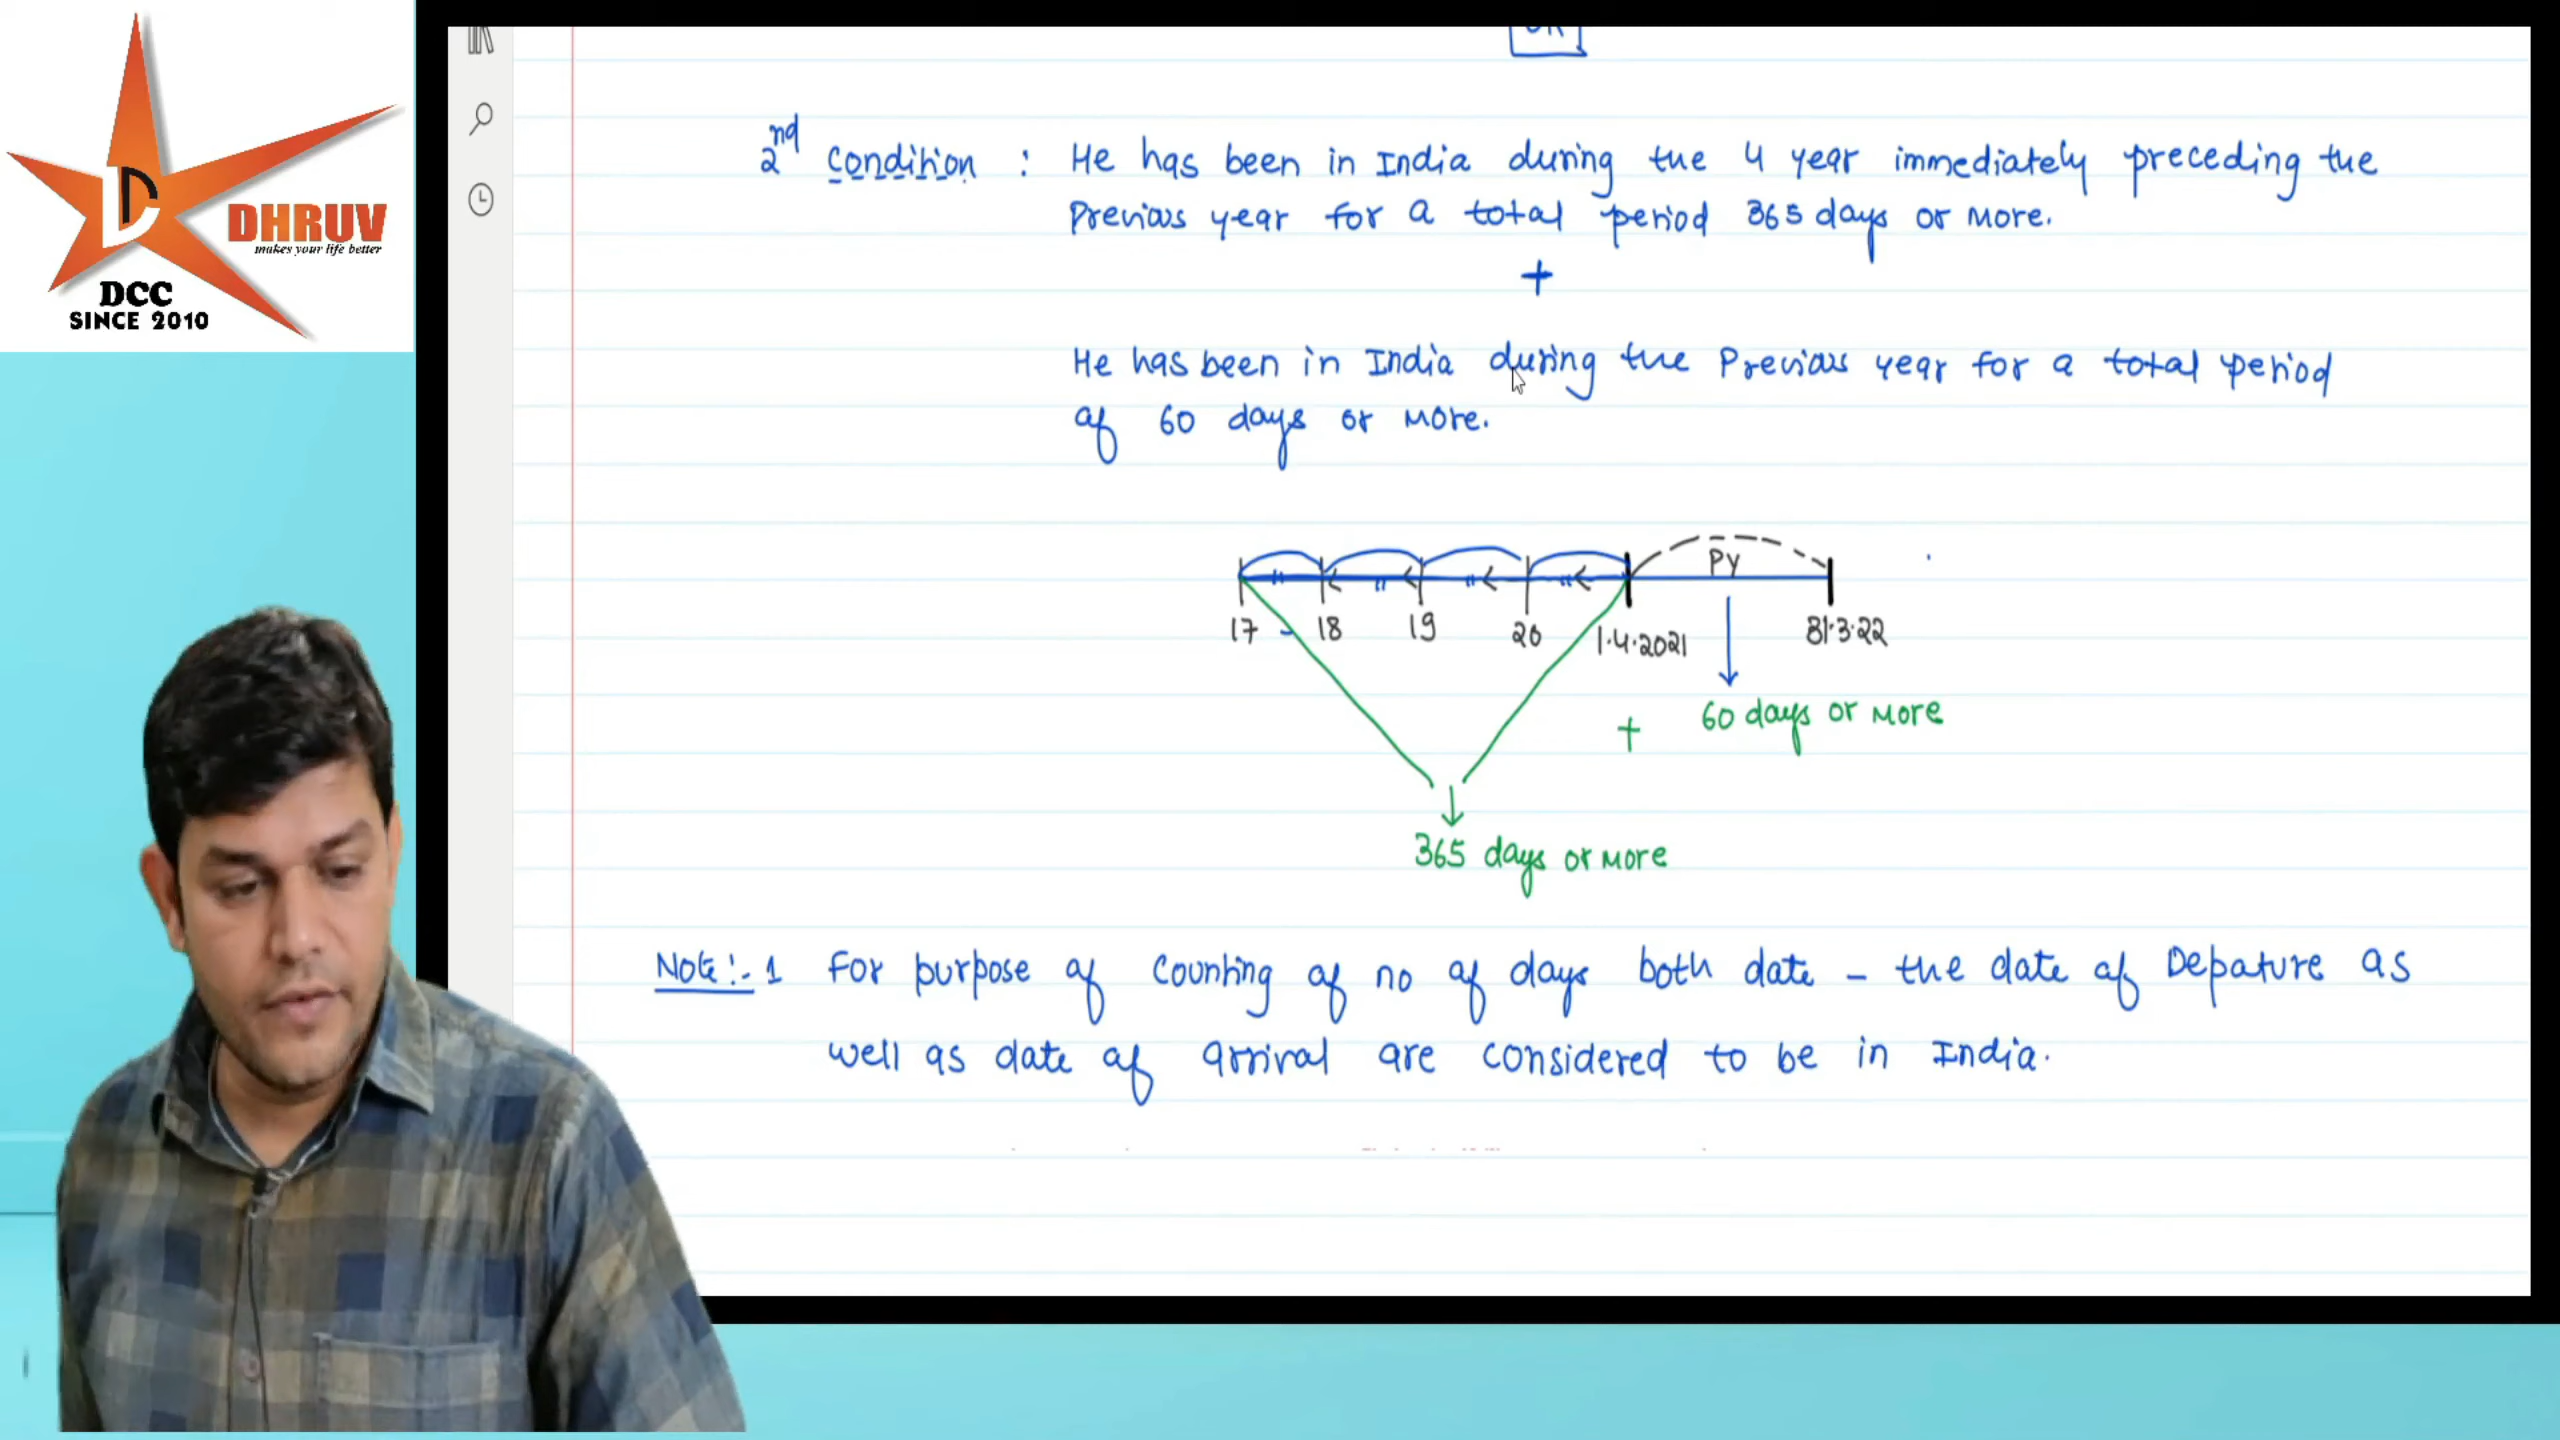 DC
DHRUV
makes your life better
DCC
SINCE 2010
OR
2nd Condition : He has been in India during the 4 year immediately preceding the
Previous year for a total period 365 days or more.
+
He has been in India during the Previous year for a total period
of 60 days or more.
PY
17 - 18 19 20 1.4.2021 31.3.22
+ 60 days or more
365 days or more
Note:- 1 For purpose of Counting of no of days both date - the date of Depature as
well as date of arrival are considered to be in India.